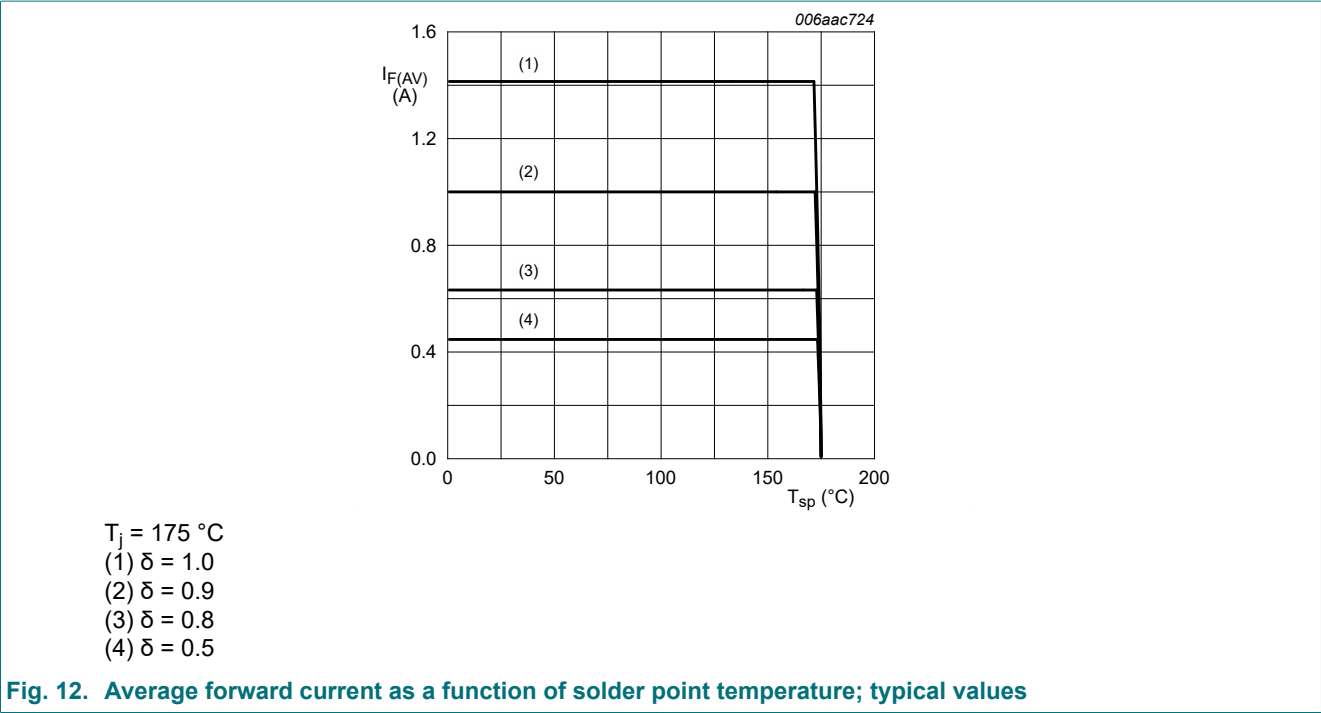 006aac724
1.6
I_F(AV)
(A)
(1)
1.2
(2)
0.8
(3)
(4)
0.4
0.0
0 50 100 150 200
T_sp (°C)
T_j = 175 °C
(1) δ = 1.0
(2) δ = 0.9
(3) δ = 0.8
(4) δ = 0.5
Fig. 12. Average forward current as a function of solder point temperature; typical values